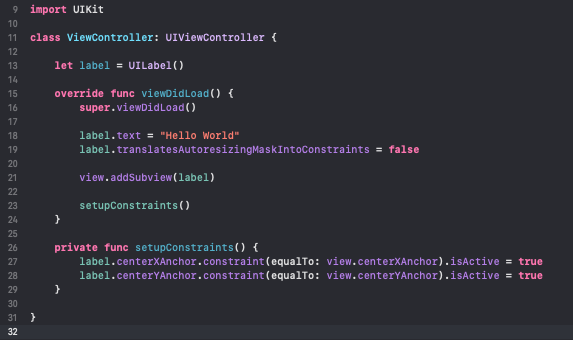 9 import UIKit
10
11 class ViewController: UIViewController {
12
13     let label = UILabel()
14
15     override func viewDidLoad() {
16         super.viewDidLoad()
17
18         label.text = "Hello World"
19         label.translatesAutoresizingMaskIntoConstraints = false
20
21         view.addSubview(label)
22
23         setupConstraints()
24     }
25
26     private func setupConstraints() {
27         label.centerXAnchor.constraint(equalTo: view.centerXAnchor).isActive = true
28         label.centerYAnchor.constraint(equalTo: view.centerYAnchor).isActive = true
29     }
30
31 }
32